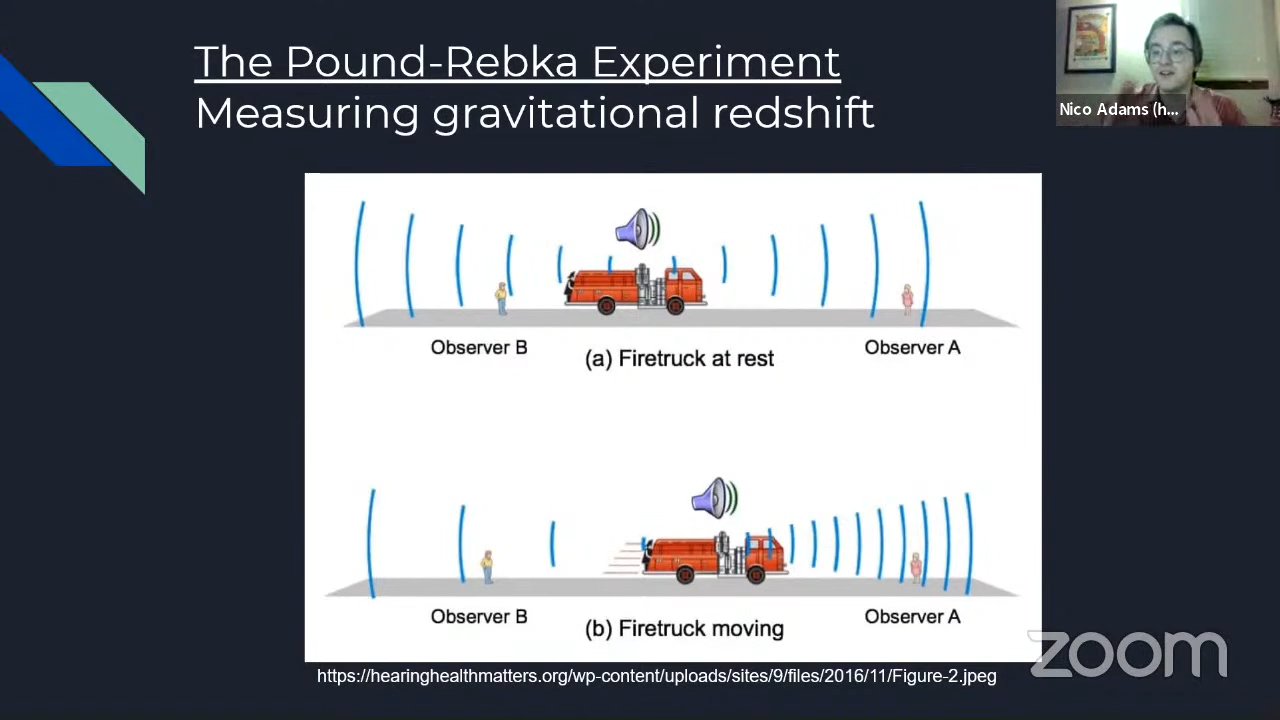 The Pound-Rebka Experiment
Measuring gravitational redshift
Nico Adams (h...
Observer B
(a) Firetruck at rest
Observer A
Observer B
(b) Firetruck moving
Observer A
zoom
https://hearinghealthmatters.org/wp-content/uploads/sites/9/files/2016/11/Figure-2.jpeg